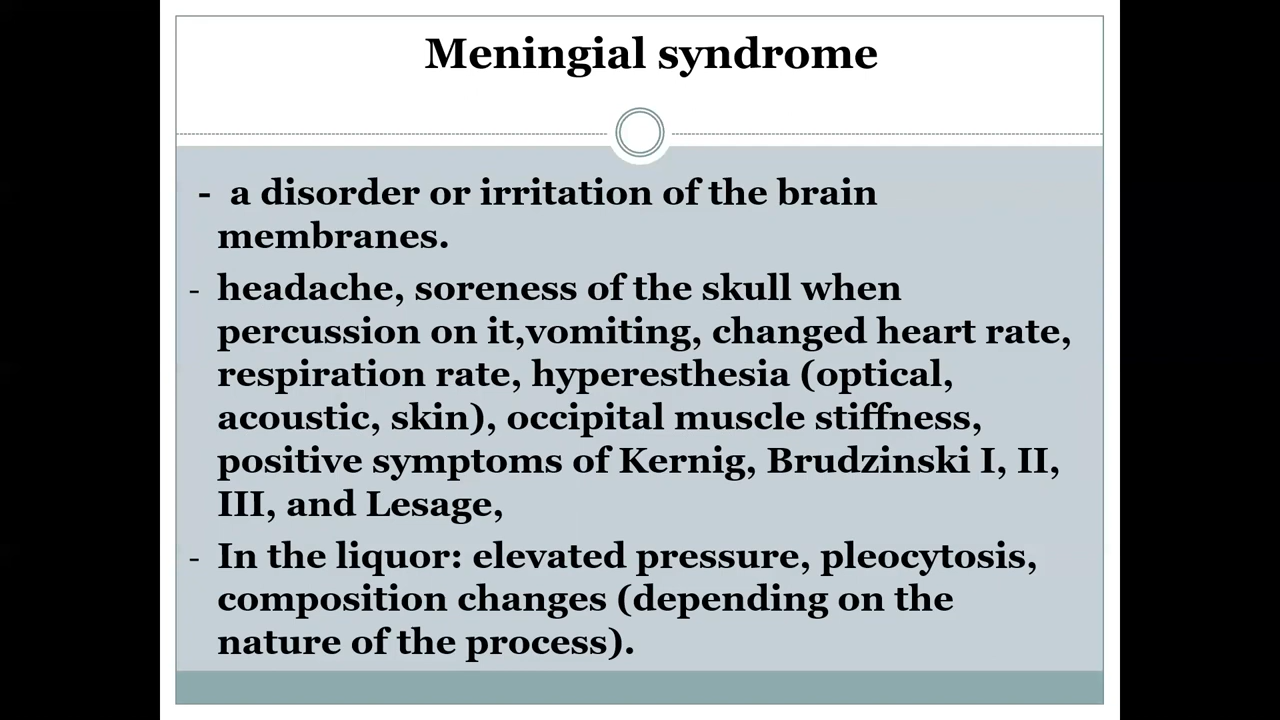 Meningial syndrome
- a disorder or irritation of the brain
membranes.
- headache, soreness of the skull when
percussion on it,vomiting, changed heart rate,
respiration rate, hyperesthesia (optical,
acoustic, skin), occipital muscle stiffness,
positive symptoms of Kernig, Brudzinski I, II,
III, and Lesage,
- In the liquor: elevated pressure, pleocytosis,
composition changes (depending on the
nature of the process).